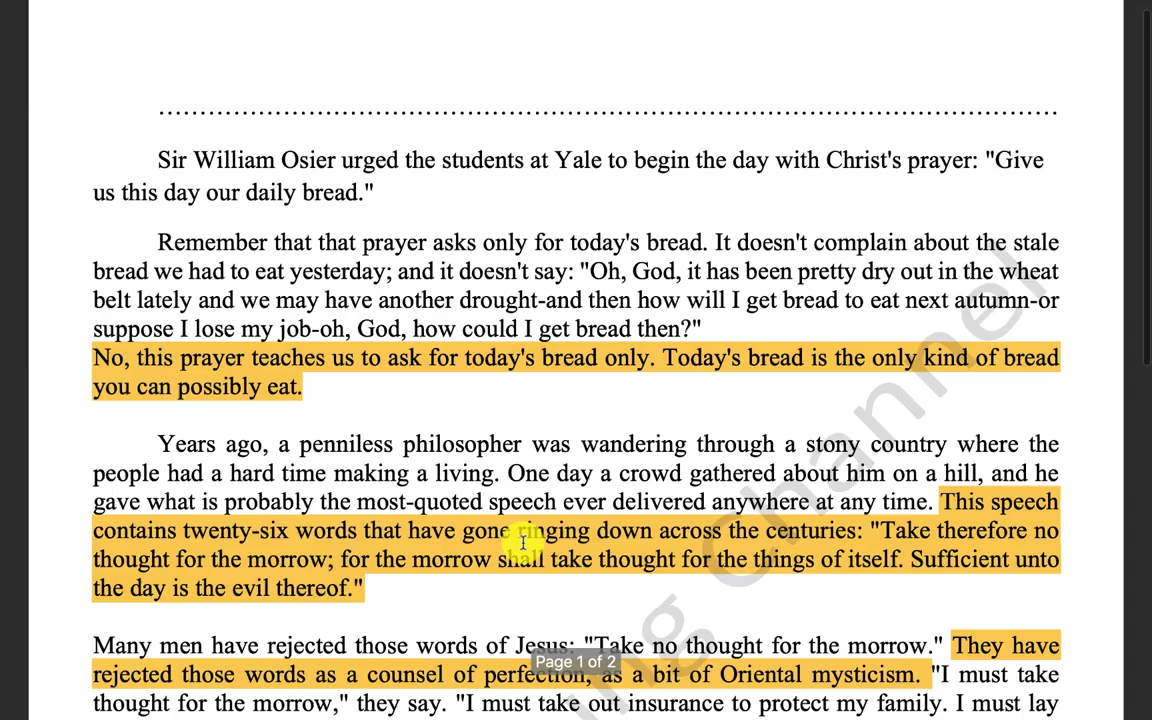 ........................................................................................................
Sir William Osier urged the students at Yale to begin the day with Christ's prayer: "Give
us this day our daily bread."
Remember that that prayer asks only for today's bread. It doesn't complain about the stale
bread we had to eat yesterday; and it doesn't say: "Oh, God, it has been pretty dry out in the wheat
belt lately and we may have another drought-and then how will I get bread to eat next autumn-or
suppose I lose my job-oh, God, how could I get bread then?"
No, this prayer teaches us to ask for today's bread only. Today's bread is the only kind of bread
you can possibly eat.
Years ago, a penniless philosopher was wandering through a stony country where the
people had a hard time making a living. One day a crowd gathered about him on a hill, and he
gave what is probably the most-quoted speech ever delivered anywhere at any time. This speech
contains twenty-six words that have gone ringing down across the centuries: "Take therefore no
thought for the morrow; for the morrow shall take thought for the things of itself. Sufficient unto
the day is the evil thereof."
Many men have rejected those words of Jesus: "Take no thought for the morrow." They have
rejected those words as a counsel of perfection, as a bit of Oriental mysticism. "I must take
thought for the morrow," they say. "I must take out insurance to protect my family. I must lay
Page 1 of 2
ing Channel